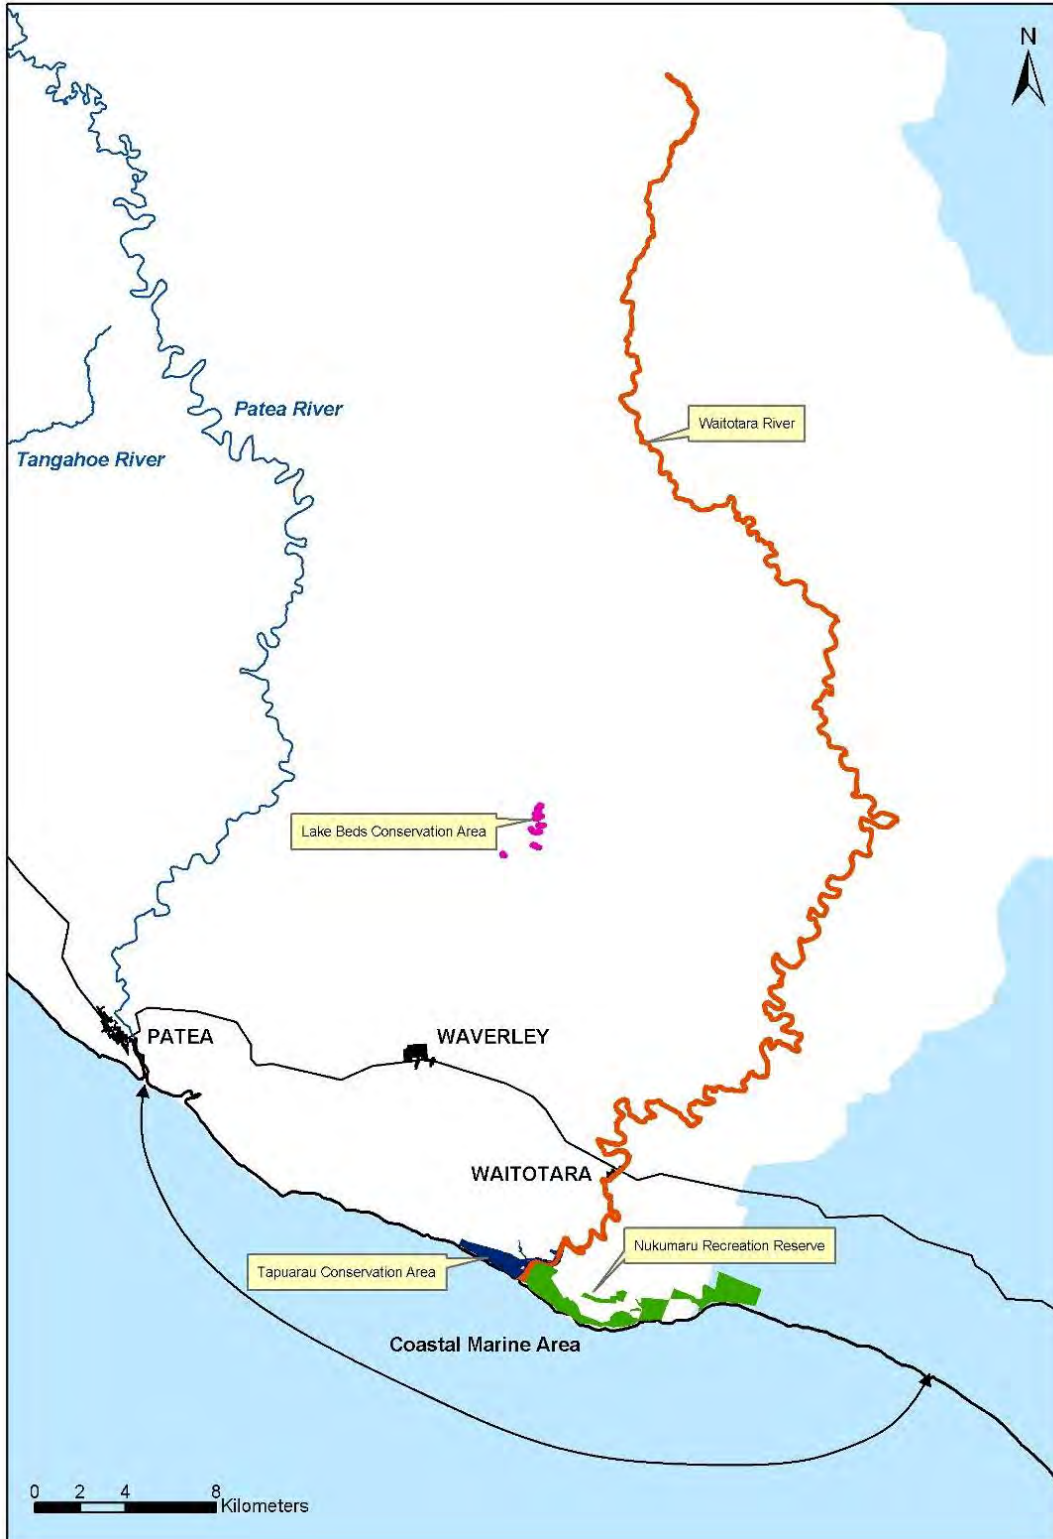 N
Patea River
Waitotara River
Tangahoe River
Lake Beds Conservation Area
PATEA
WAVERLEY
WAITOTARA
Nukumaru Recreation Reserve
Tapuarau Conservation Area
Coastal Marine Area
0 2 4 8
Kilometers